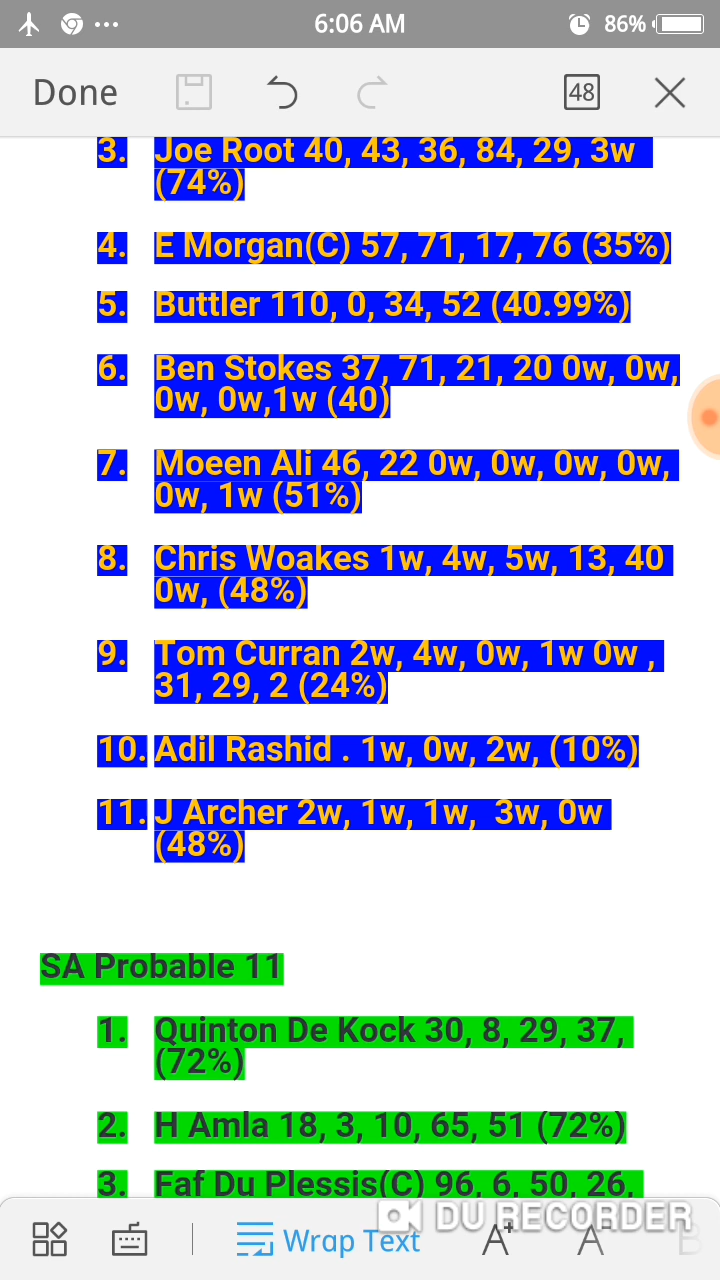 6:06 AM
86%
Done
48
3. Joe Root 40, 43, 36, 84, 29, 3w
(74%)
4. E Morgan(C) 57, 71, 17, 76 (35%)
5. Buttler 110, 0, 34, 52 (40.99%)
6. Ben Stokes 37, 71, 21, 20 0w, 0w,
0w, 0w,1w (40)
7. Moeen Ali 46, 22 0w, 0w, 0w, 0w,
0w, 1w (51%)
8. Chris Woakes 1w, 4w, 5w, 13, 40
0w, (48%)
9. Tom Curran 2w, 4w, 0w, 1w 0w ,
31, 29, 2 (24%)
10. Adil Rashid . 1w, 0w, 2w, (10%)
11. J Archer 2w, 1w, 1w,  3w, 0w
(48%)
SA Probable 11
1. Quinton De Kock 30, 8, 29, 37,
(72%)
2. H Amla 18, 3, 10, 65, 51 (72%)
3. Faf Du Plessis(C) 96, 6, 50, 26,
DU RECORDER
Wrap Text
A+
A-
B